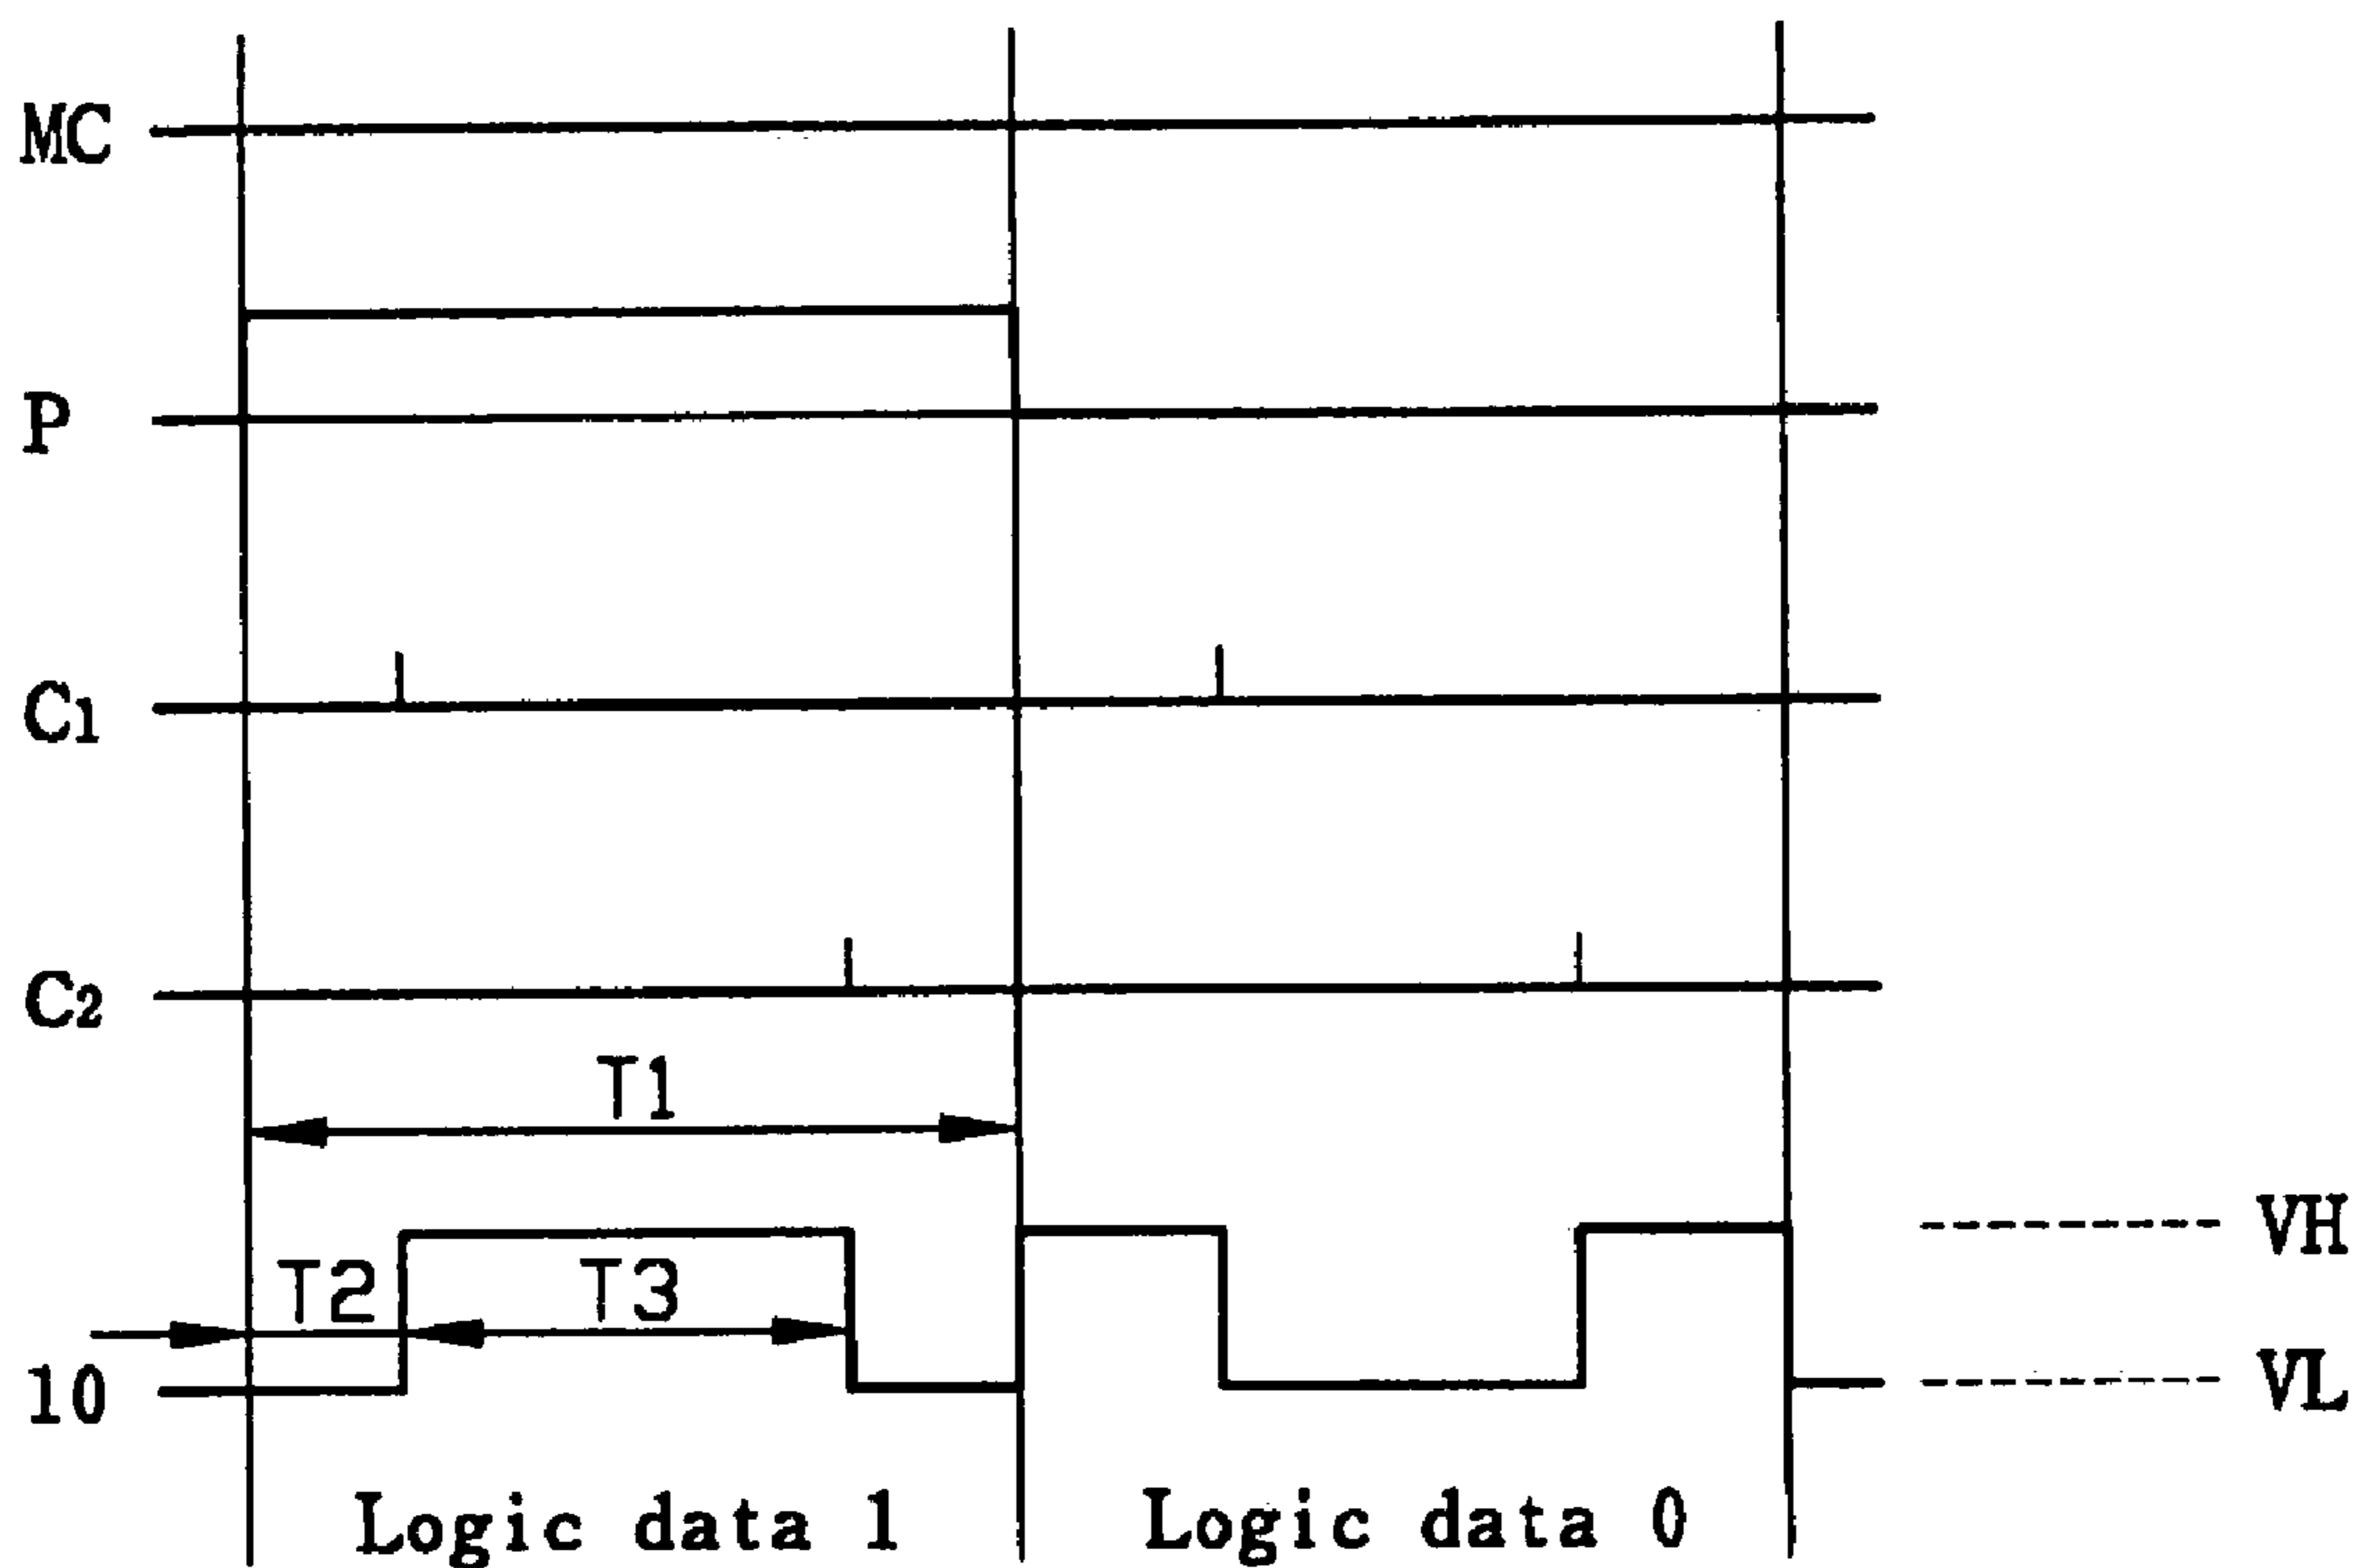 MC
P
C1
C2
T1
VH
T2 T3
10
VL
Logic data 1 Logic data 0